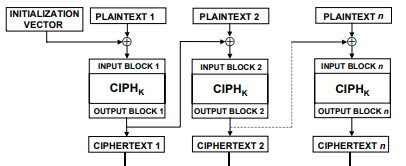 INITIALIZATION
VECTOR
PLAINTEXT 1
PLAINTEXT 2
PLAINTEXT n
INPUT BLOCK 1
INPUT BLOCK 2
INPUT BLOCK n
CIPHK
CIPHK
CIPHK
OUTPUT BLOCK 1
OUTPUT BLOCK 2
OUTPUT BLOCK n
CIPHERTEXT 1
CIPHERTEXT 2
CIPHERTEXT n